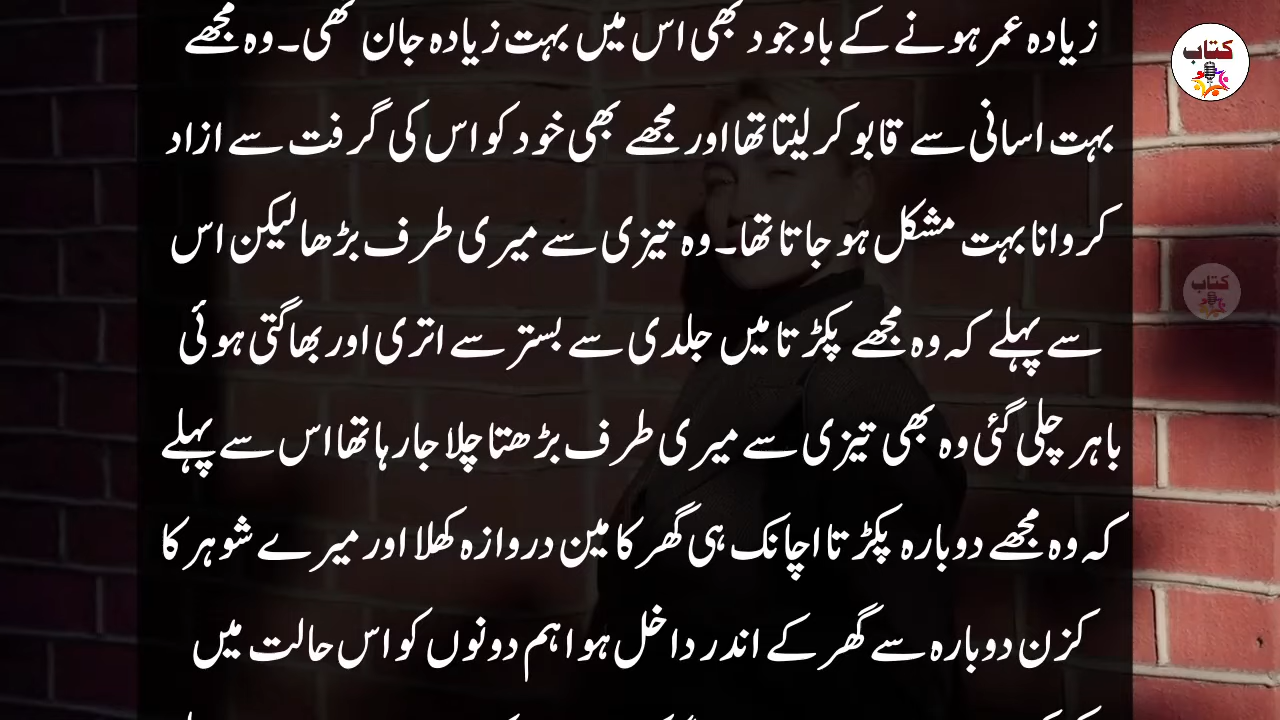 زیادہ عمر ہونے کے باوجود بھی اس میں بہت زیادہ جان تھی۔ وہ مجھے
بہت اسانی سے قابو کر لیتا تھا اور مجھے بھی خود کو اس کی گرفت سے ازاد
کروانا بہت مشکل ہو جاتا تھا۔ وہ تیزی سے میری طرف بڑھا لیکن اس
سے پہلے کہ وہ مجھے پکڑتا میں جلدی سے بستر سے اتری اور بھاگتی ہوئی
باہر چلی گئی وہ بھی تیزی سے میری طرف بڑھتا چلا جا رہا تھا اس سے پہلے
کہ وہ مجھے دوبارہ پکڑتا اچانک ہی گھر کا مین دروازہ کھلا اور میرے شوہر کا
کزن دوبارہ سے گھر کے اندر داخل ہوا ہم دونوں کو اس حالت میں
کتاب
کتاب